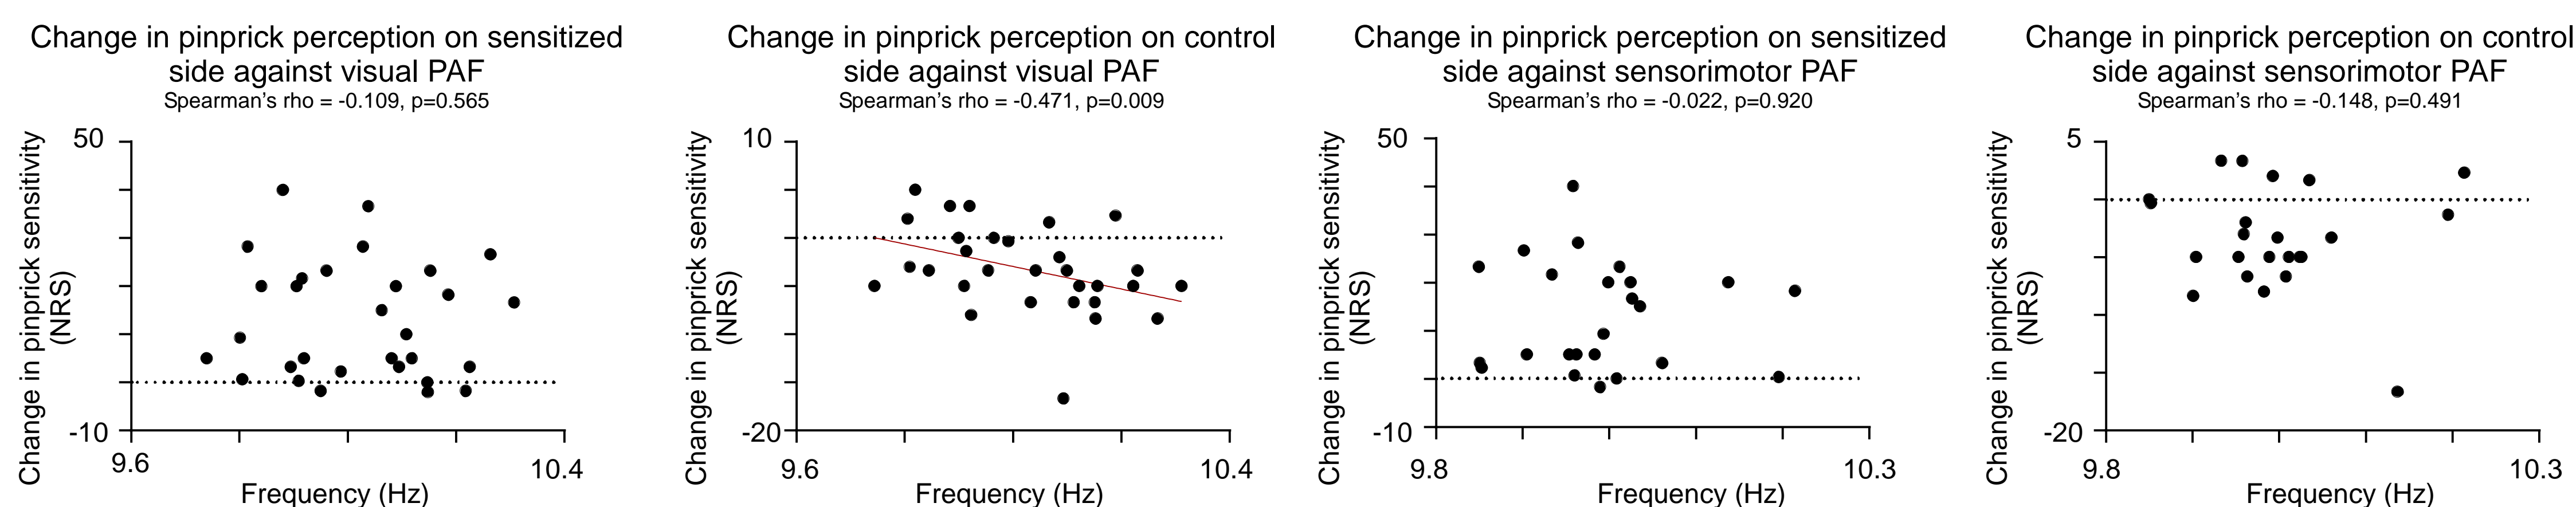 Change in pinprick perception on sensitized
side against visual PAF
Spearman's rho = -0.109, p=0.565
50
-10
Change in pinprick sensitivity
(NRS)
9.6
10.4
Frequency (Hz)
Change in pinprick perception on control
side against visual PAF
Spearman's rho = -0.471, p=0.009
10
-20
Change in pinprick sensitivity
(NRS)
9.6
10.4
Frequency (Hz)
Change in pinprick perception on sensitized
side against sensorimotor PAF
Spearman's rho = -0.022, p=0.920
50
-10
Change in pinprick sensitivity
(NRS)
9.8
10.3
Frequency (Hz)
Change in pinprick perception on control
side against sensorimotor PAF
Spearman's rho = -0.148, p=0.491
5
-20
Change in pinprick sensitivity
(NRS)
9.8
10.3
Frequency (Hz)